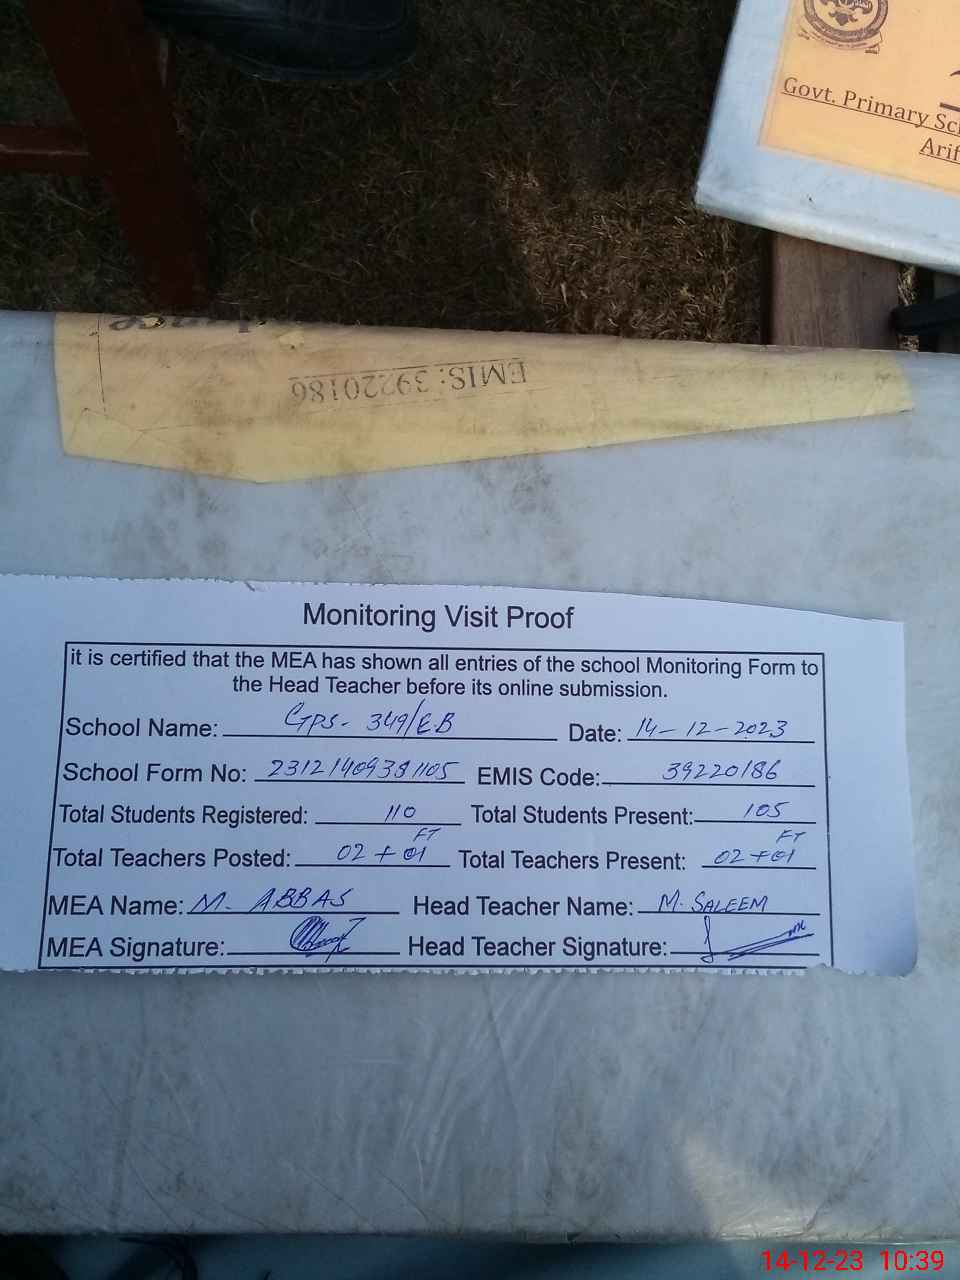 Govt. Primary Sc
Arif
EMIS: 39220186
Monitoring Visit Proof
it is certified that the MEA has shown all entries of the school Monitoring Form to
the Head Teacher before its online submission.
School Name: GPS- 349/E.B Date: 14-12-2023
School Form No: 23121409381105 EMIS Code: 39220186
Total Students Registered: 110 Total Students Present: 105
FT FT
Total Teachers Posted: 02 + 01 Total Teachers Present: 02 + 01
MEA Name: M. ABBAS Head Teacher Name: M. SALEEM
MEA Signature: Head Teacher Signature:
14-12-23 10:39